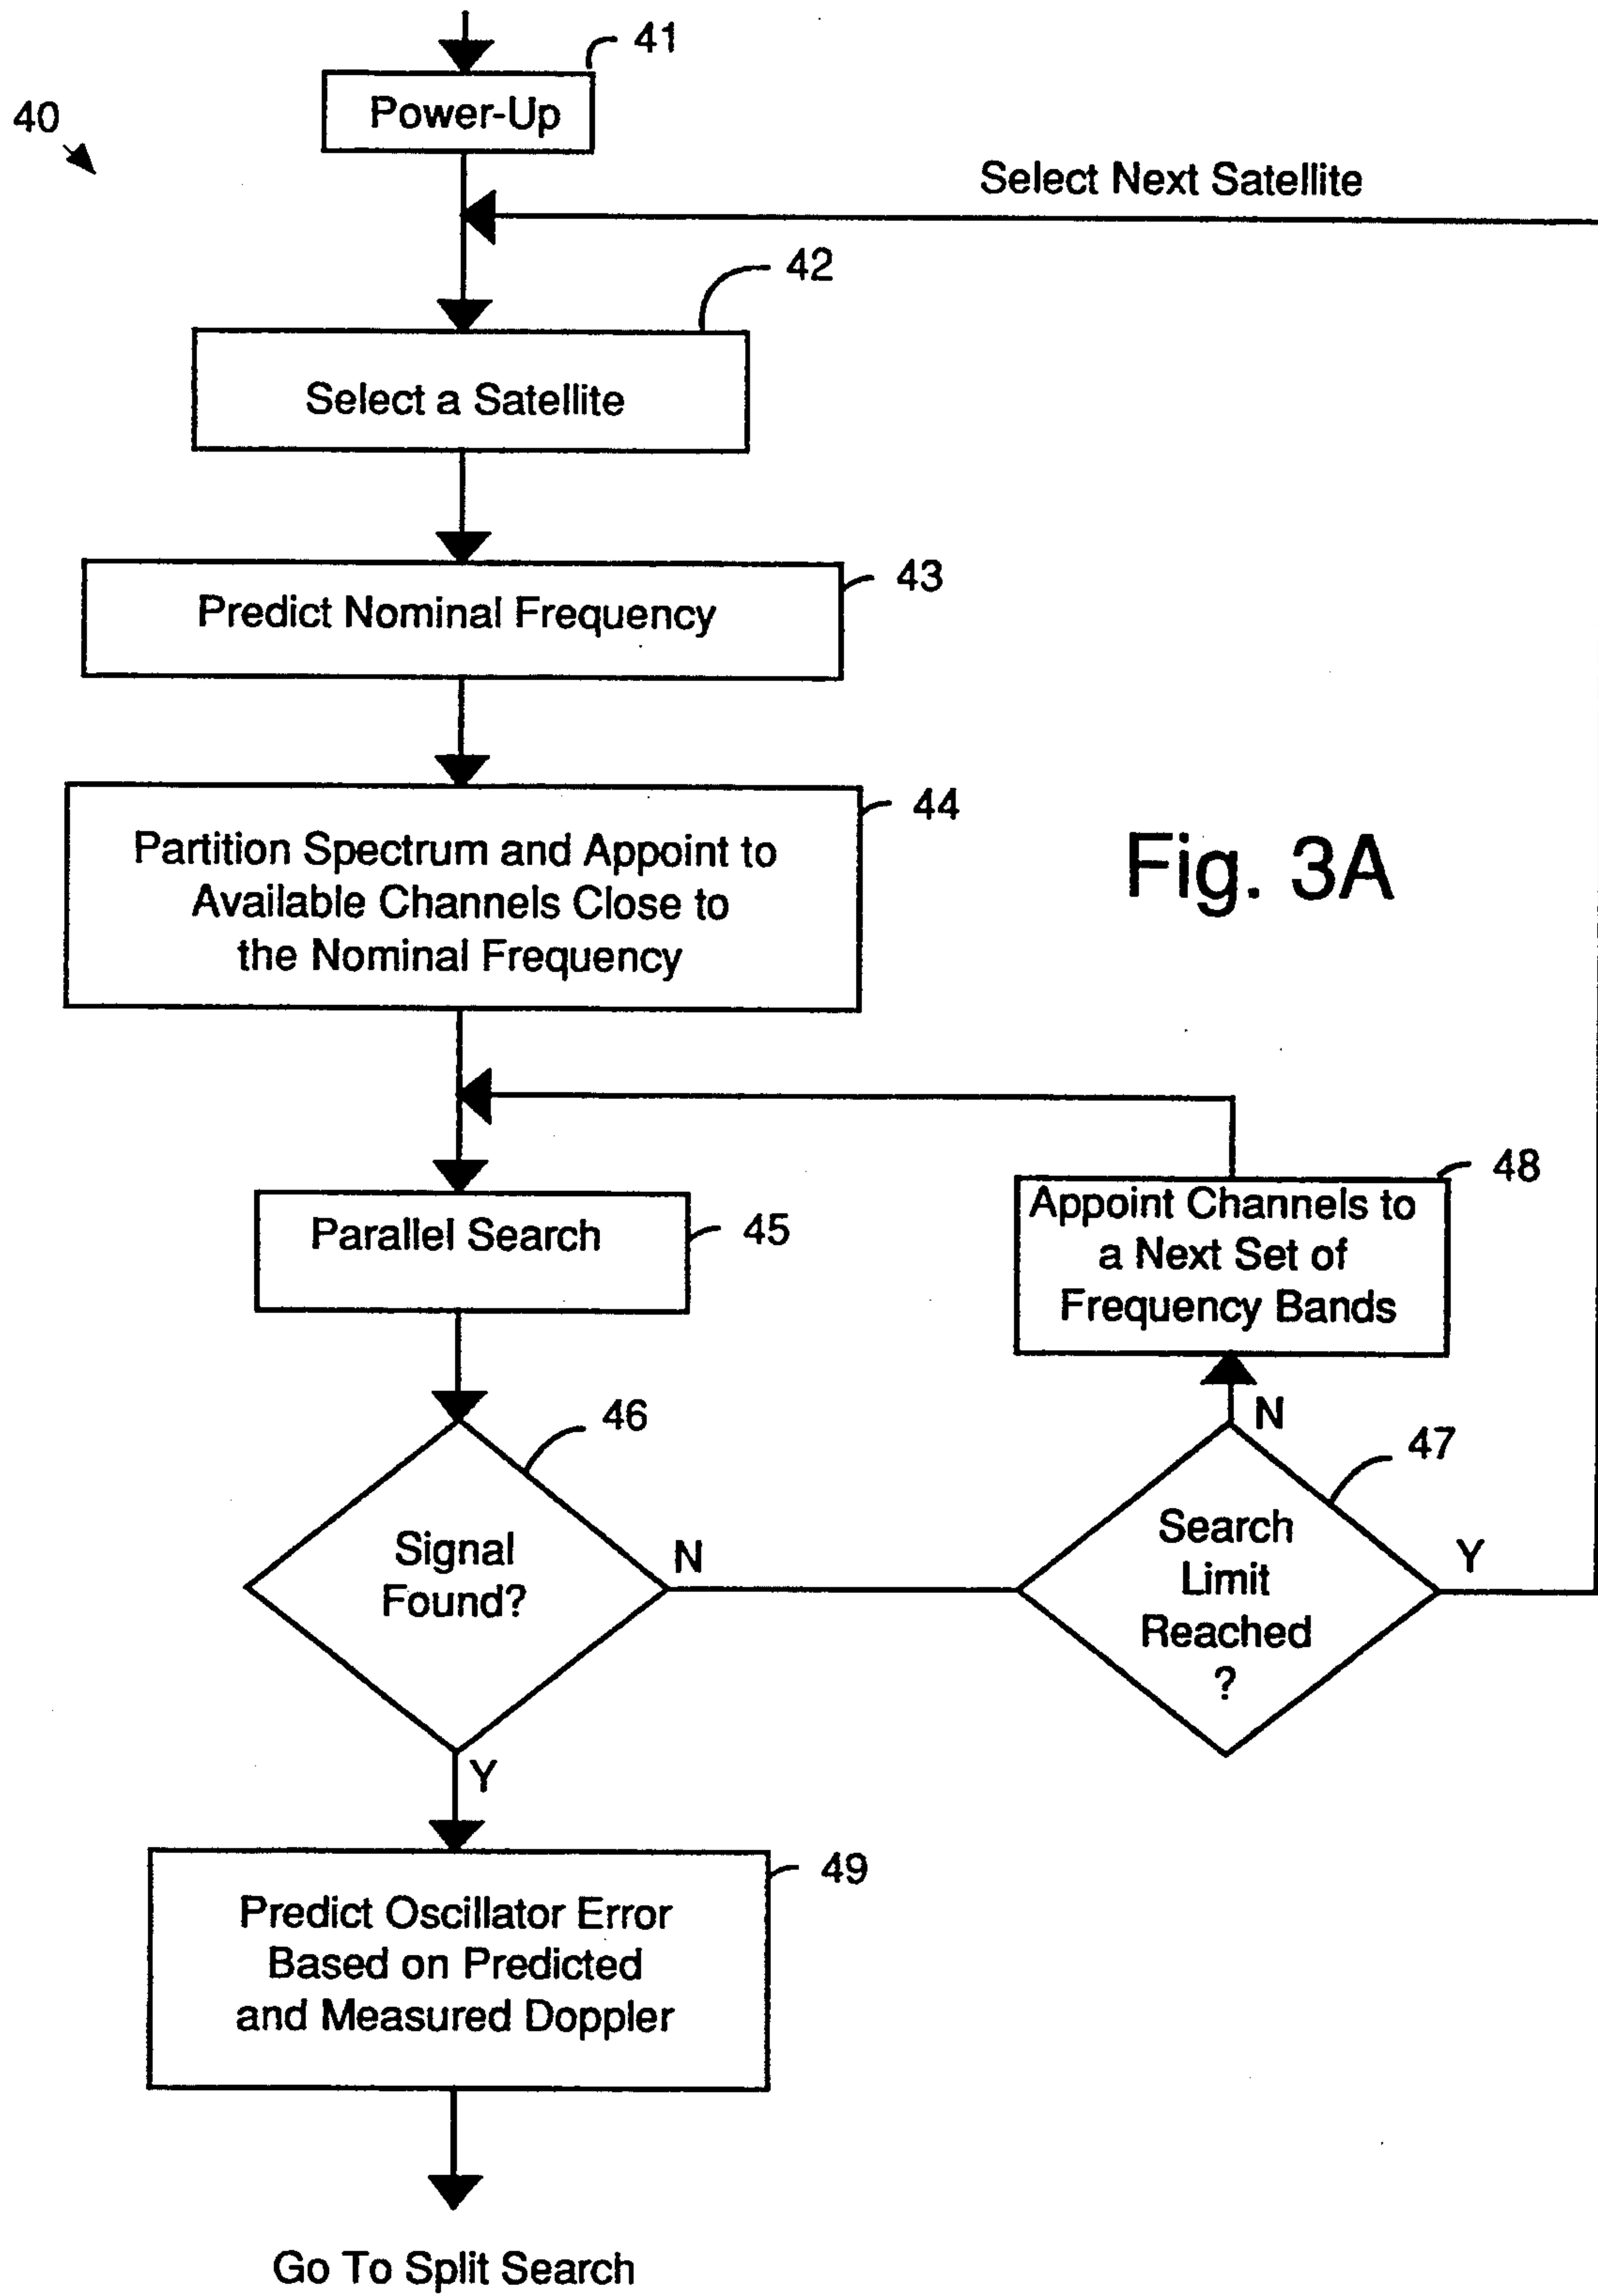 41
Power-Up
40
Select Next Satellite
42
Select a Satellite
43
Predict Nominal Frequency
44
Partition Spectrum and Appoint to
Available Channels Close to
the Nominal Frequency
Fig. 3A
45
Parallel Search
48
Appoint Channels to
a Next Set of
Frequency Bands
N
46
47
Signal
Found?
N
Search
Limit
Reached
?
Y
Y
49
Predict Oscillator Error
Based on Predicted
and Measured Doppler
Go To Split Search